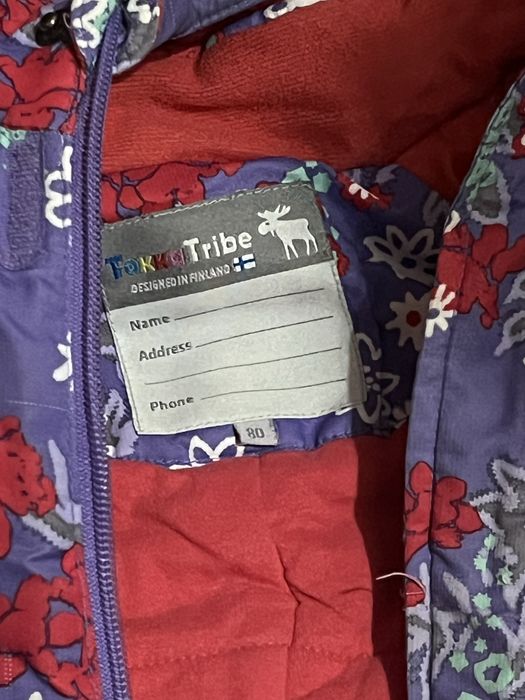 TokkaTribe
DESIGNED IN FINLAND
Name
Address
Phone
80